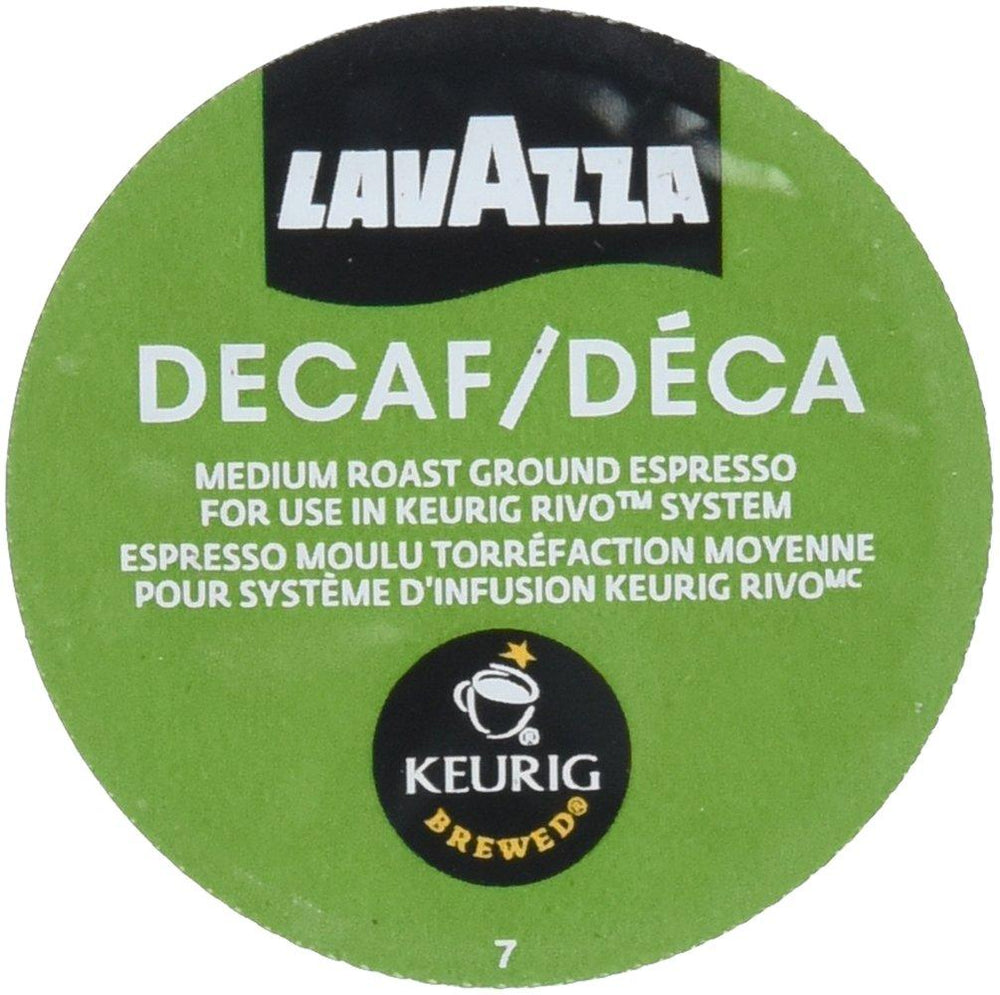 LAVAZZA
DECAF/DÉCA
MEDIUM ROAST GROUND ESPRESSO
FOR USE IN KEURIG RIVO™ SYSTEM
ESPRESSO MOULU TORRÉFACTION MOYENNE
POUR SYSTÈME D'INFUSION KEURIG RIVOᴹᶜ
®
KEURIG
BREWED®
7